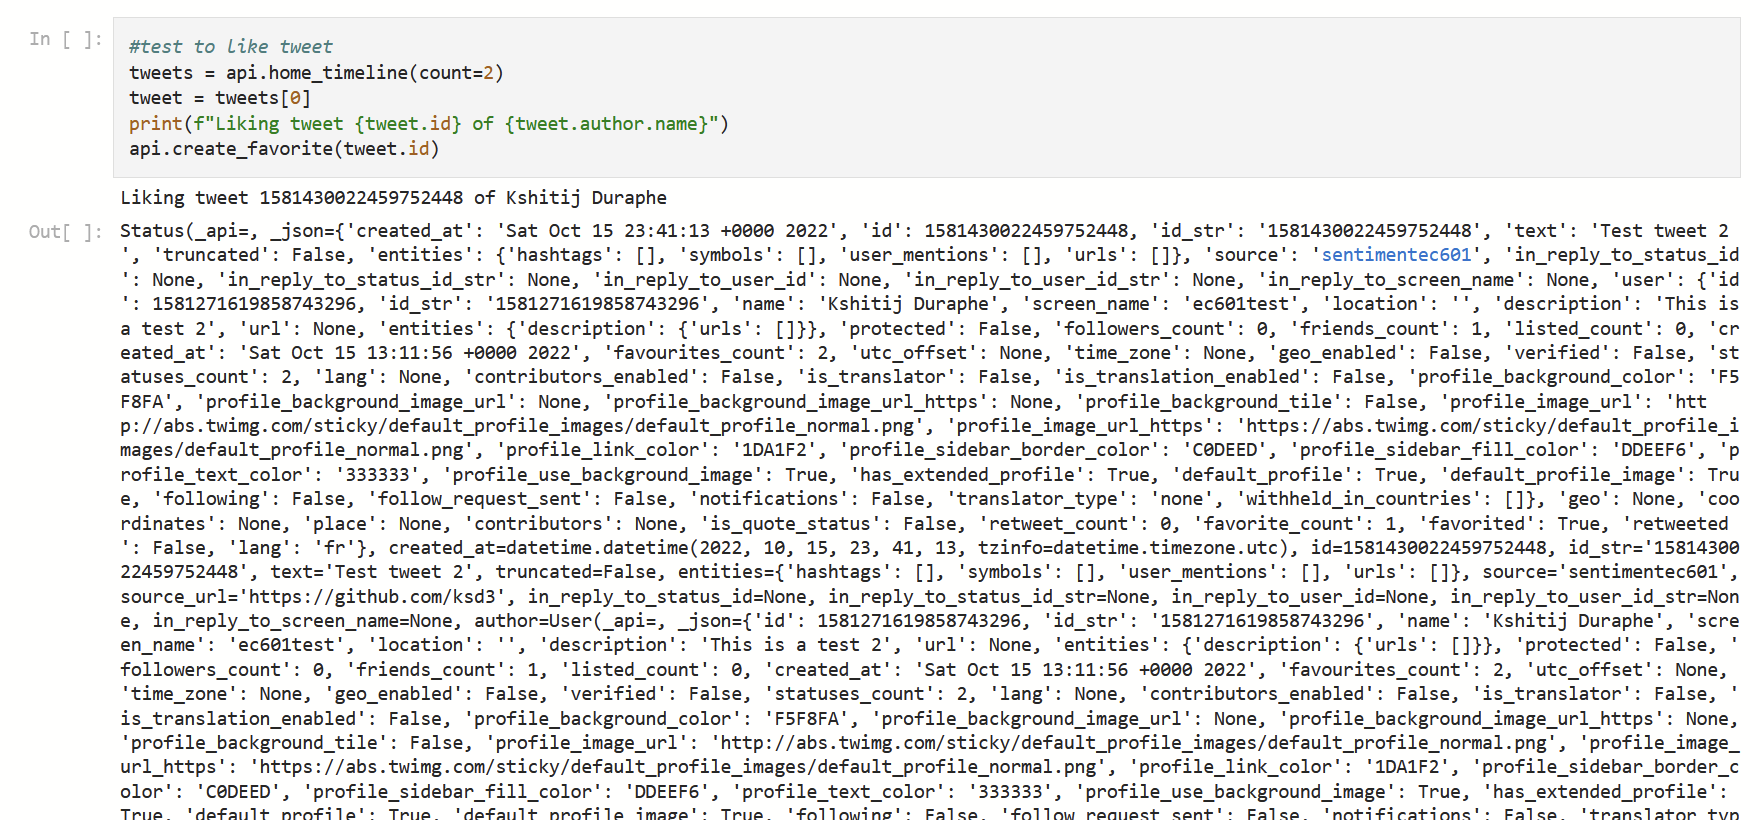 In [ ]:
#test to like tweet
tweets = api.home_timeline(count=2)
tweet = tweets[0]
print(f"Liking tweet {tweet.id} of {tweet.author.name}")
api.create_favorite(tweet.id)
Liking tweet 1581430022459752448 of Kshitij Duraphe
Out[ ]:
Status(_api=, _json={'created_at': 'Sat Oct 15 23:41:13 +0000 2022', 'id': 1581430022459752448, 'id_str': '1581430022459752448', 'text': 'Test tweet 2
', 'truncated': False, 'entities': {'hashtags': [], 'symbols': [], 'user_mentions': [], 'urls': []}, 'source': 'sentimentec601', 'in_reply_to_status_id
': None, 'in_reply_to_status_id_str': None, 'in_reply_to_user_id': None, 'in_reply_to_user_id_str': None, 'in_reply_to_screen_name': None, 'user': {'id
': 1581271619858743296, 'id_str': '1581271619858743296', 'name': 'Kshitij Duraphe', 'screen_name': 'ec601test', 'location': '', 'description': 'This is
a test 2', 'url': None, 'entities': {'description': {'urls': []}}, 'protected': False, 'followers_count': 0, 'friends_count': 1, 'listed_count': 0, 'cr
eated_at': 'Sat Oct 15 13:11:56 +0000 2022', 'favourites_count': 2, 'utc_offset': None, 'time_zone': None, 'geo_enabled': False, 'verified': False, 'st
atuses_count': 2, 'lang': None, 'contributors_enabled': False, 'is_translator': False, 'is_translation_enabled': False, 'profile_background_color': 'F5
F8FA', 'profile_background_image_url': None, 'profile_background_image_url_https': None, 'profile_background_tile': False, 'profile_image_url': 'htt
p://abs.twimg.com/sticky/default_profile_images/default_profile_normal.png', 'profile_image_url_https': 'https://abs.twimg.com/sticky/default_profile_i
mages/default_profile_normal.png', 'profile_link_color': '1DA1F2', 'profile_sidebar_border_color': 'C0DEED', 'profile_sidebar_fill_color': 'DDEEF6', 'p
rofile_text_color': '333333', 'profile_use_background_image': True, 'has_extended_profile': True, 'default_profile': True, 'default_profile_image': Tru
e, 'following': False, 'follow_request_sent': False, 'notifications': False, 'translator_type': 'none', 'withheld_in_countries': []}, 'geo': None, 'coo
rdinates': None, 'place': None, 'contributors': None, 'is_quote_status': False, 'retweet_count': 0, 'favorite_count': 1, 'favorited': True, 'retweeted
': False, 'lang': 'fr'}, created_at=datetime.datetime(2022, 10, 15, 23, 41, 13, tzinfo=datetime.timezone.utc), id=1581430022459752448, id_str='15814300
22459752448', text='Test tweet 2', truncated=False, entities={'hashtags': [], 'symbols': [], 'user_mentions': [], 'urls': []}, source='sentimentec601',
source_url='https://github.com/ksd3', in_reply_to_status_id=None, in_reply_to_status_id_str=None, in_reply_to_user_id=None, in_reply_to_user_id_str=Non
e, in_reply_to_screen_name=None, author=User(_api=, _json={'id': 1581271619858743296, 'id_str': '1581271619858743296', 'name': 'Kshitij Duraphe', 'scre
en_name': 'ec601test', 'location': '', 'description': 'This is a test 2', 'url': None, 'entities': {'description': {'urls': []}}, 'protected': False, '
followers_count': 0, 'friends_count': 1, 'listed_count': 0, 'created_at': 'Sat Oct 15 13:11:56 +0000 2022', 'favourites_count': 2, 'utc_offset': None,
'time_zone': None, 'geo_enabled': False, 'verified': False, 'statuses_count': 2, 'lang': None, 'contributors_enabled': False, 'is_translator': False, '
is_translation_enabled': False, 'profile_background_color': 'F5F8FA', 'profile_background_image_url': None, 'profile_background_image_url_https': None,
'profile_background_tile': False, 'profile_image_url': 'http://abs.twimg.com/sticky/default_profile_images/default_profile_normal.png', 'profile_image_
url_https': 'https://abs.twimg.com/sticky/default_profile_images/default_profile_normal.png', 'profile_link_color': '1DA1F2', 'profile_sidebar_border_c
olor': 'C0DEED', 'profile_sidebar_fill_color': 'DDEEF6', 'profile_text_color': '333333', 'profile_use_background_image': True, 'has_extended_profile':
True, 'default_profile': True, 'default_profile_image': True, 'following': False, 'follow_request_sent': False, 'notifications': False, 'translator_typ